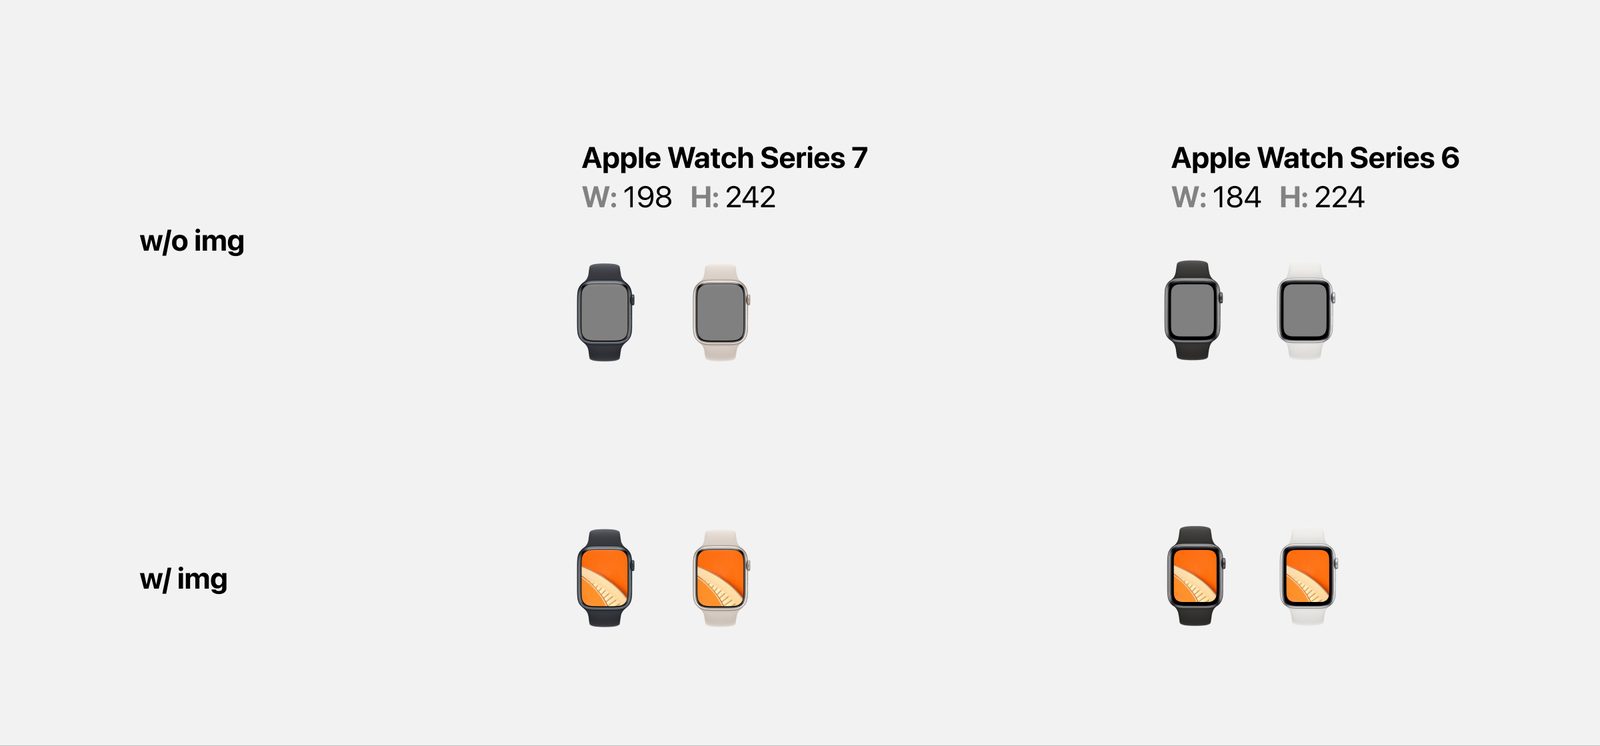 Apple Watch Series 7
W: 198 H: 242
Apple Watch Series 6
W: 184 H: 224
w/o img
w/ img